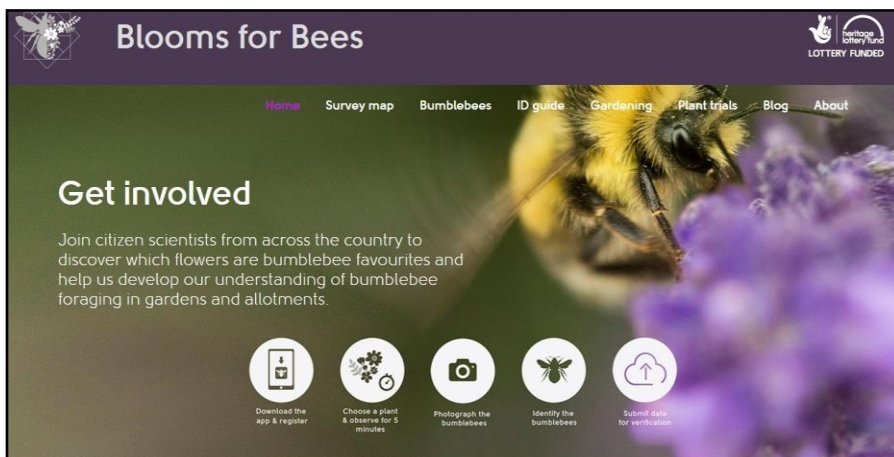 Blooms for Bees
heritage
lottery fund
LOTTERY FUNDED
Home Survey map Bumblebees ID guide Gardening Plant trials Blog About
Get involved
Join citizen scientists from across the country to
discover which flowers are bumblebee favourites and
help us develop our understanding of bumblebee
foraging in gardens and allotments.
Download the
app & register
Choose a plant
& observe for 5
minutes
Photograph the
bumblebees
Identify the
bumblebees
Submit data
for verification